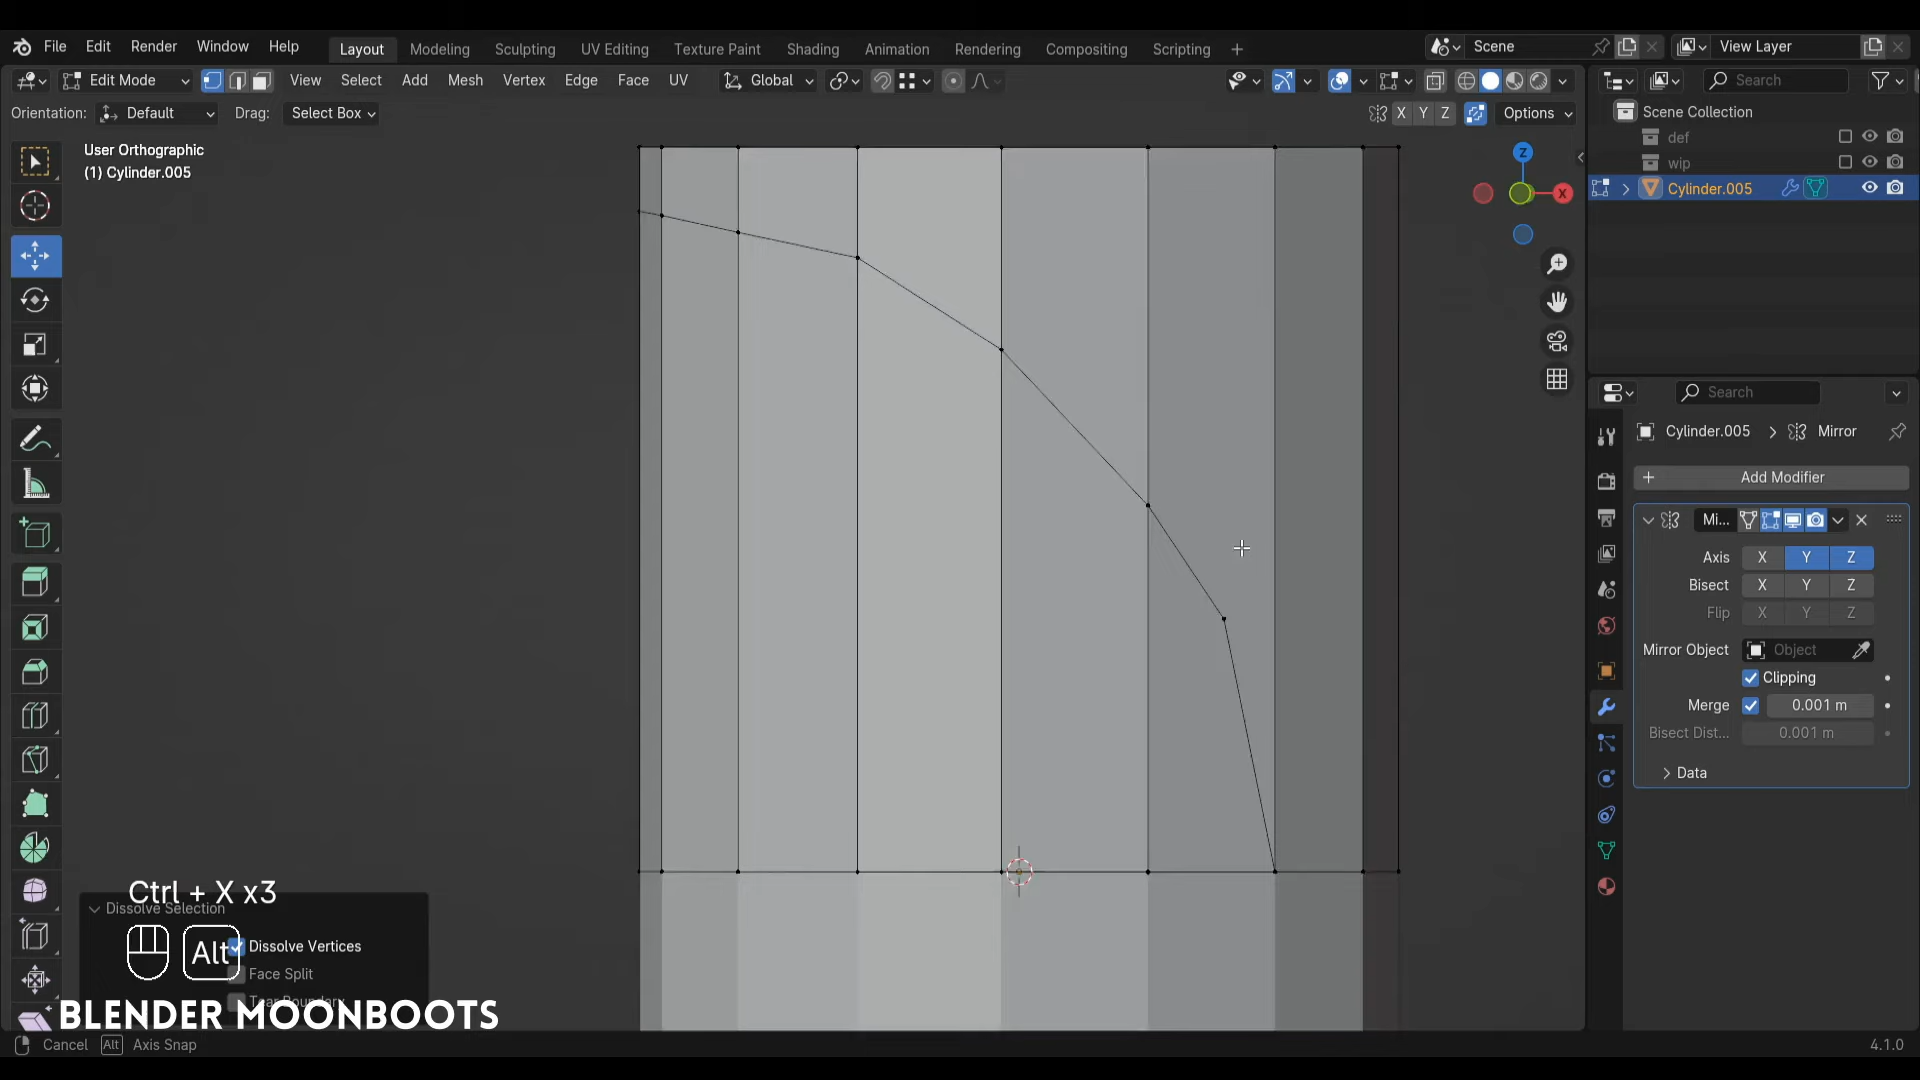 File Edit Render Window Help Layout Modeling Sculpting UV Editing Texture Paint Shading Animation Rendering Compositing Scripting + Scene View Layer
Edit Mode View Select Add Mesh Vertex Edge Face UV Global Search
Orientation: Default Drag: Select Box X Y Z Options
Scene Collection
def
wip
Cylinder.005
User Orthographic
(1) Cylinder.005
Z
X
Search
Cylinder.005 > Mirror
+ Add Modifier
Mi...
Axis X Y Z
Bisect X Y Z
Flip X Y Z
Mirror Object Object
Clipping
Merge 0.001 m
Bisect Dist... 0.001 m
Data
Ctrl + X x3
Dissolve Selection
Alt
Dissolve Vertices
Face Split
Tear Boundary
BLENDER MOONBOOTS
Cancel Alt Axis Snap 4.1.0